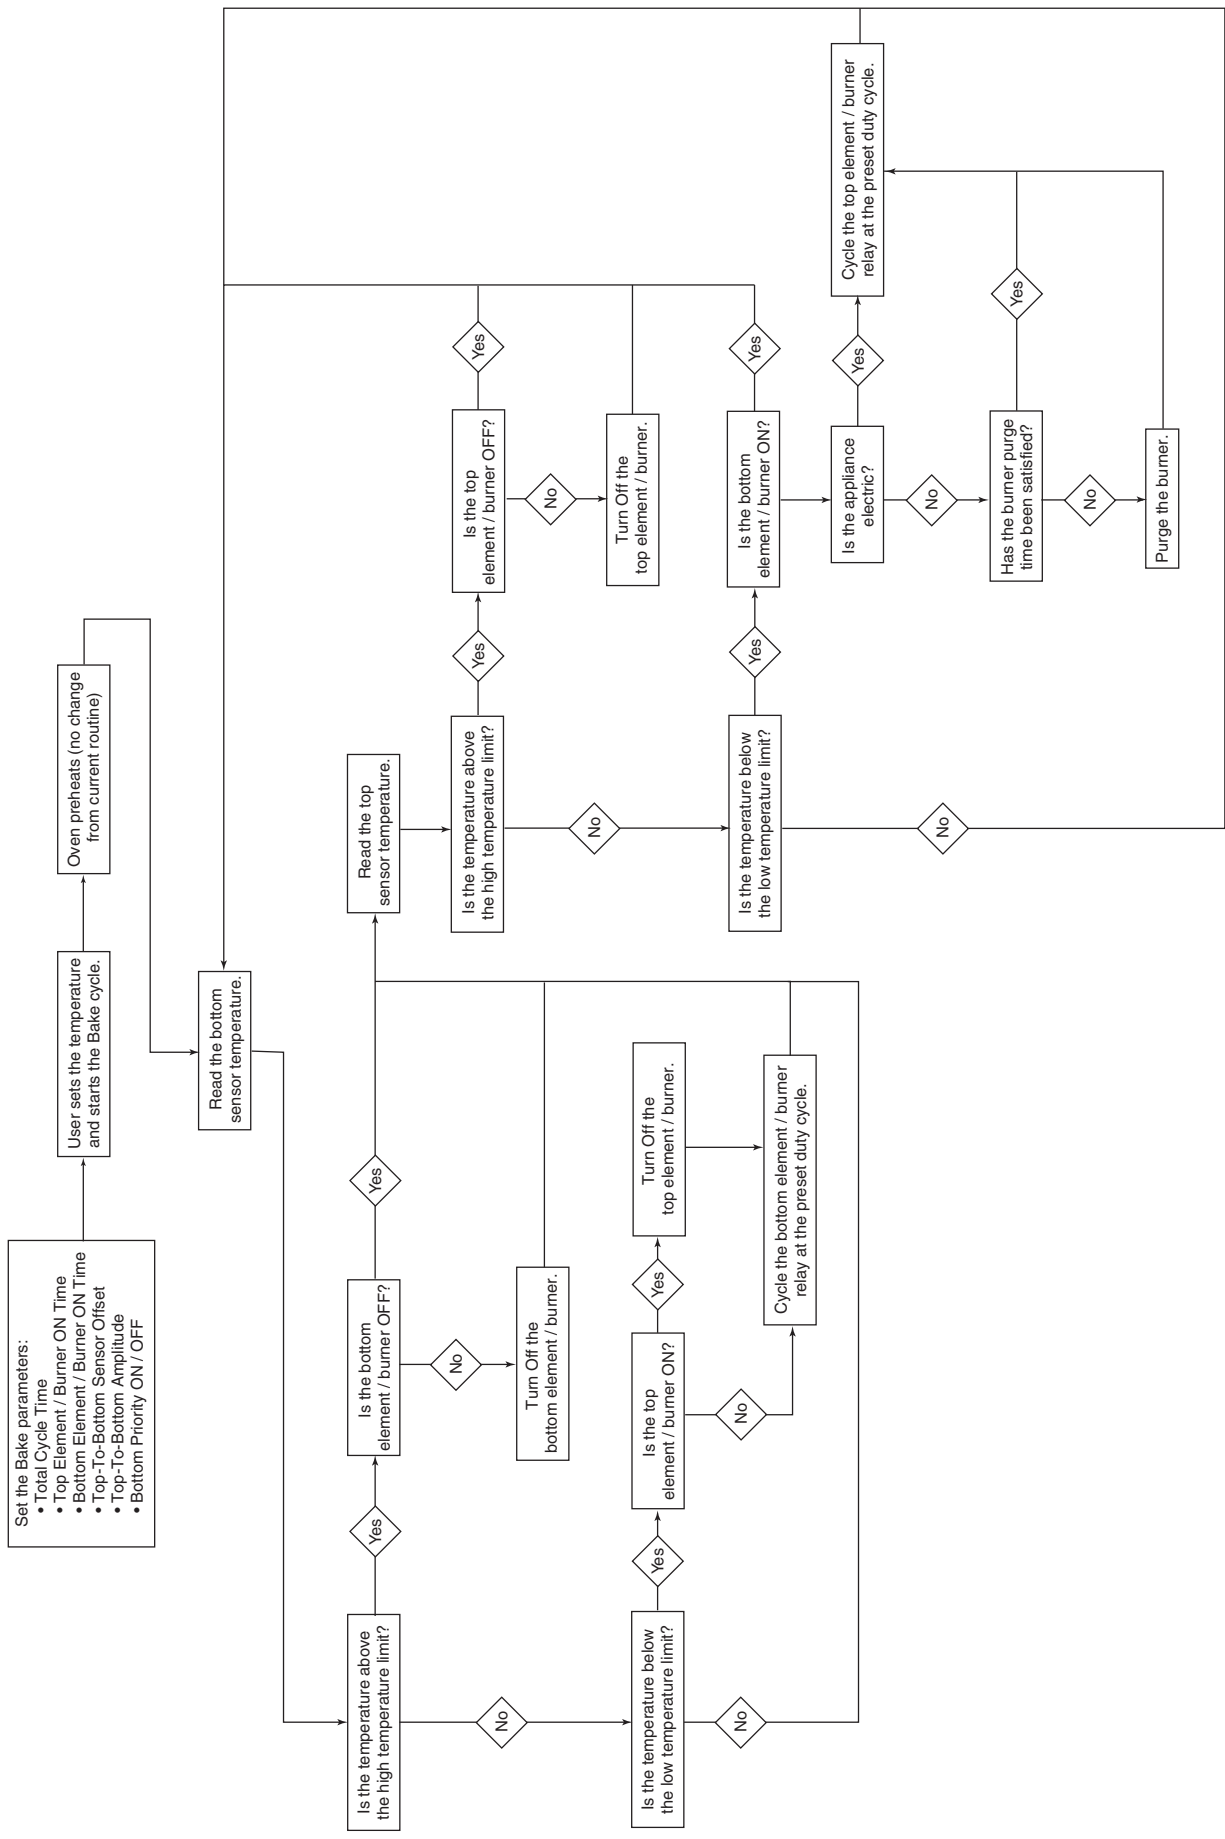 Set the Bake parameters:
• Total Cycle Time
• Top Element / Burner ON Time
• Bottom Element / Burner ON Time
• Top-To-Bottom Sensor Offset
• Top-To-Bottom Amplitude
• Bottom Priority ON / OFF
User sets the temperature
and starts the Bake cycle.
Oven preheats (no change
from current routine)
Read the bottom
sensor temperature.
Is the temperature above
the high temperature limit?
Yes
Is the bottom
element / burner OFF?
Yes
No
Turn Off the
bottom element / burner.
No
Is the temperature below
the low temperature limit?
Yes
Is the top
element / burner ON?
Yes
Turn Off the
top element / burner.
No
Cycle the bottom element / burner
relay at the preset duty cycle.
No
Read the top
sensor temperature.
Is the temperature above
the high temperature limit?
Yes
Is the top
element / burner OFF?
Yes
No
Turn Off the
top element / burner.
No
Is the temperature below
the low temperature limit?
Yes
Is the bottom
element / burner ON?
Yes
Is the appliance
electric?
Yes
Cycle the top element / burner
relay at the preset duty cycle.
No
Has the burner purge
time been satisfied?
Yes
No
Purge the burner.
No